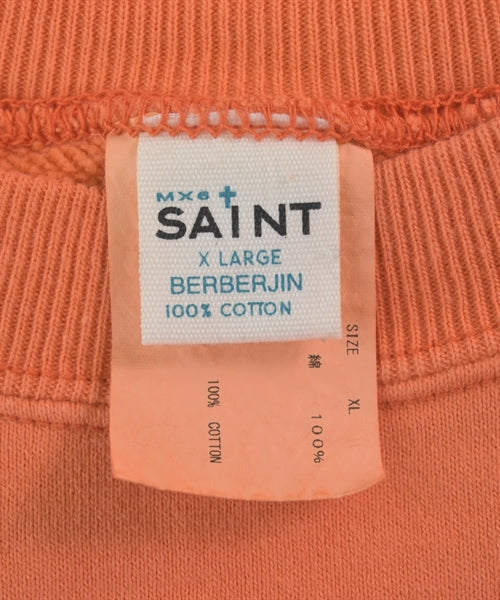 MX6
SAINT
X LARGE
BERBERJIN
100% COTTON
SIZE XL
綿 100%
100% COTTON